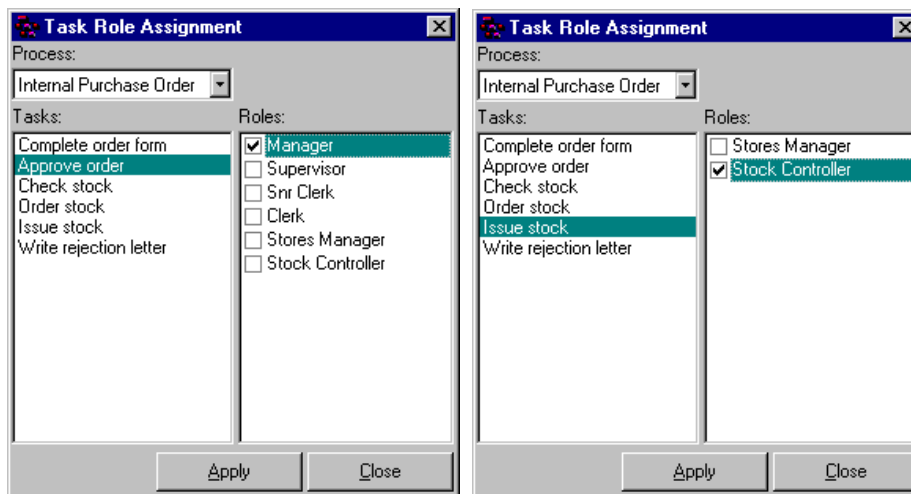 Task Role Assignment
Process:
Internal Purchase Order
Tasks:
Complete order form
Approve order
Check stock
Order stock
Issue stock
Write rejection letter
Roles:
Manager
Supervisor
Snr Clerk
Clerk
Stores Manager
Stock Controller
Apply
Close
Task Role Assignment
Process:
Internal Purchase Order
Tasks:
Complete order form
Approve order
Check stock
Order stock
Issue stock
Write rejection letter
Roles:
Stores Manager
Stock Controller
Apply
Close